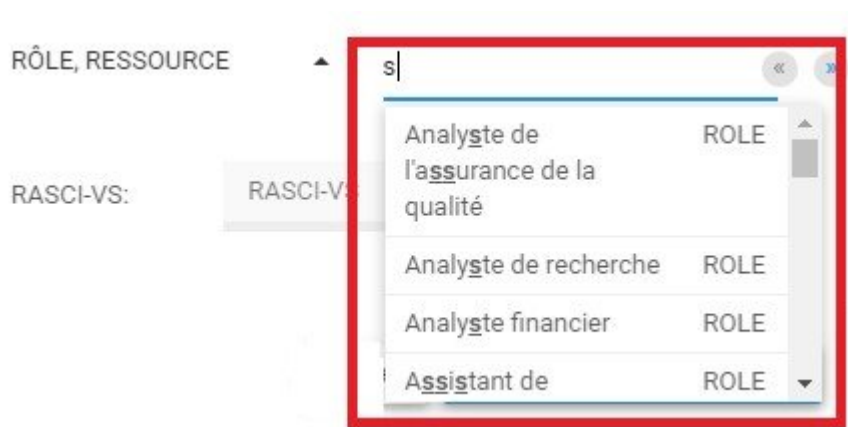 RÔLE, RESSOURCE
s
«
»
Analyste de
l'assurance de la
qualité
ROLE
RASCI-VS:
RASCI-V
Analyste de recherche
ROLE
Analyste financier
ROLE
Assistant de
ROLE